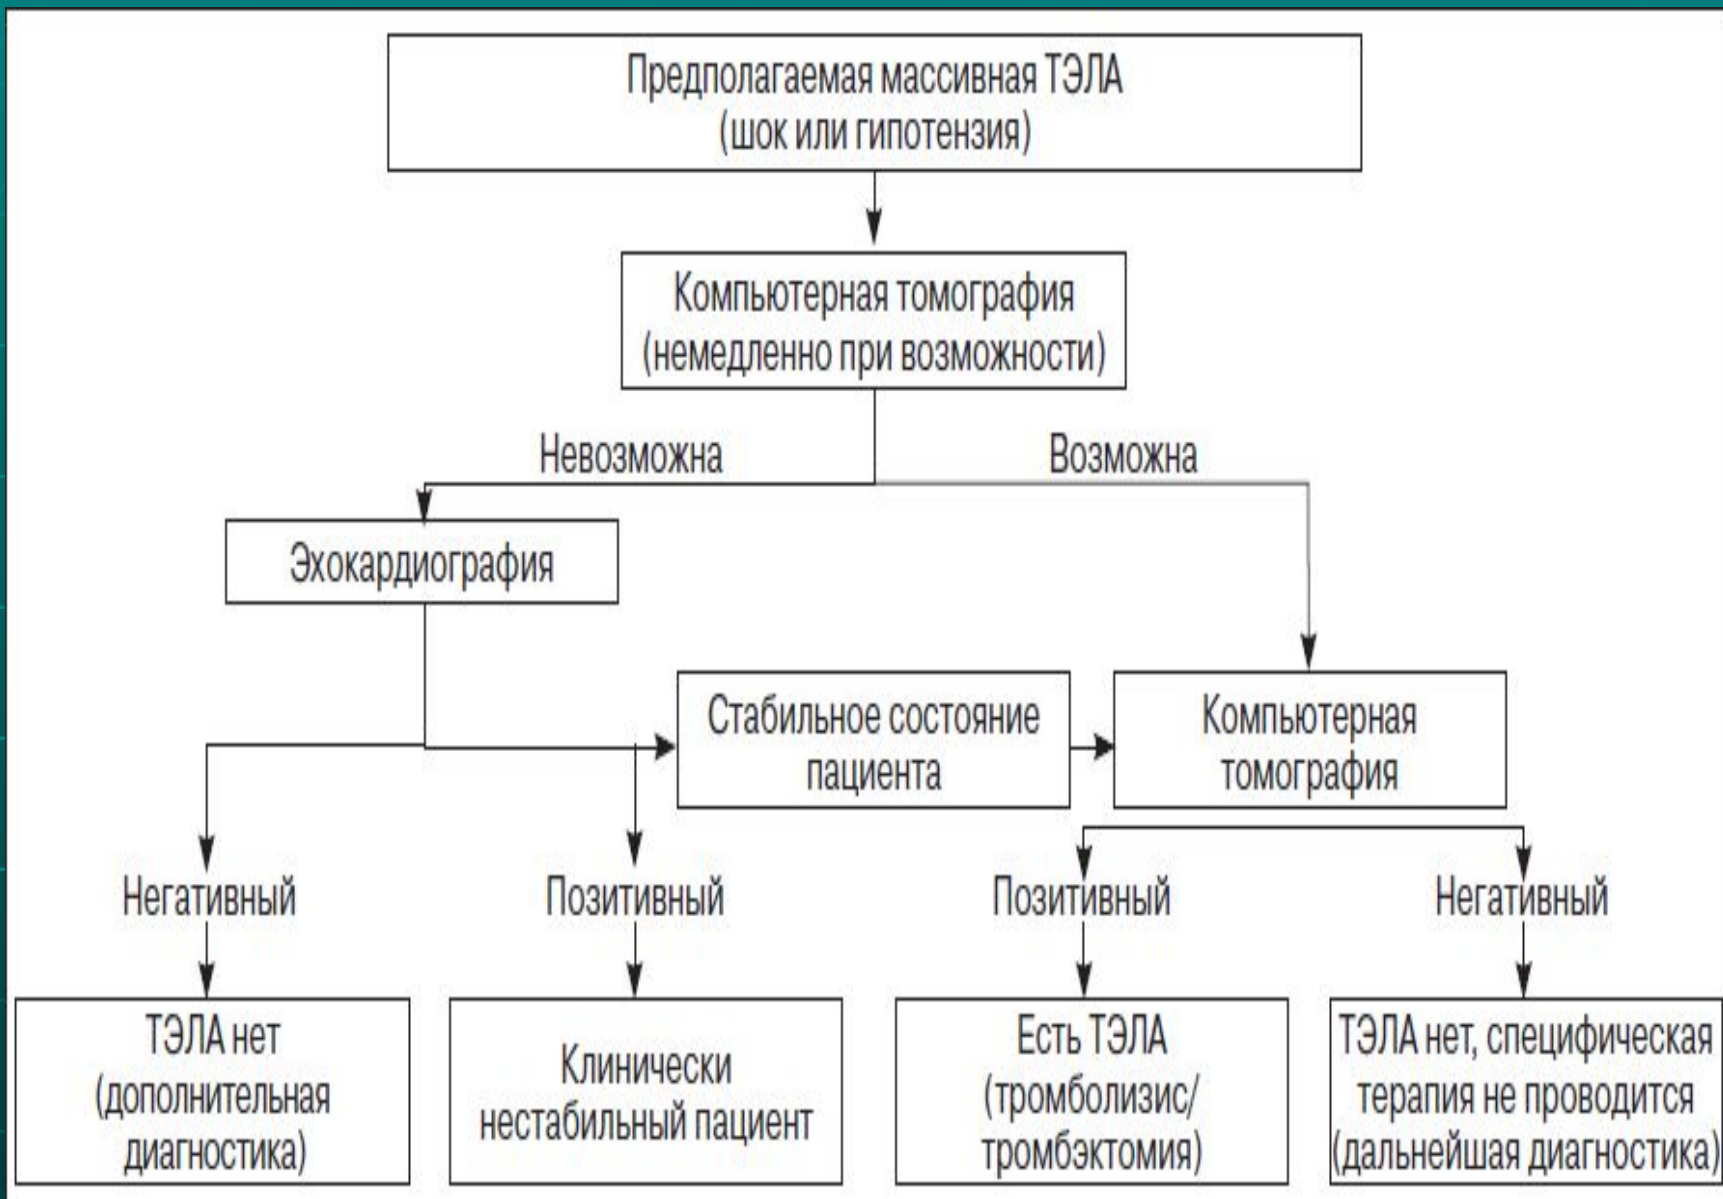 Предполагаемая массивная ТЭЛА
(шок или гипотензия)
Компьютерная томография
(немедленно при возможности)
Невозможна
Возможна
Эхокардиография
Стабильное состояние
пациента
Компьютерная
томография
Негативный
Позитивный
Позитивный
Негативный
ТЭЛА нет
(дополнительная
диагностика)
Клинически
нестабильный пациент
Есть ТЭЛА
(тромболизис/
тромбэктомия)
ТЭЛА нет, специфическая
терапия не проводится
(дальнейшая диагностика)